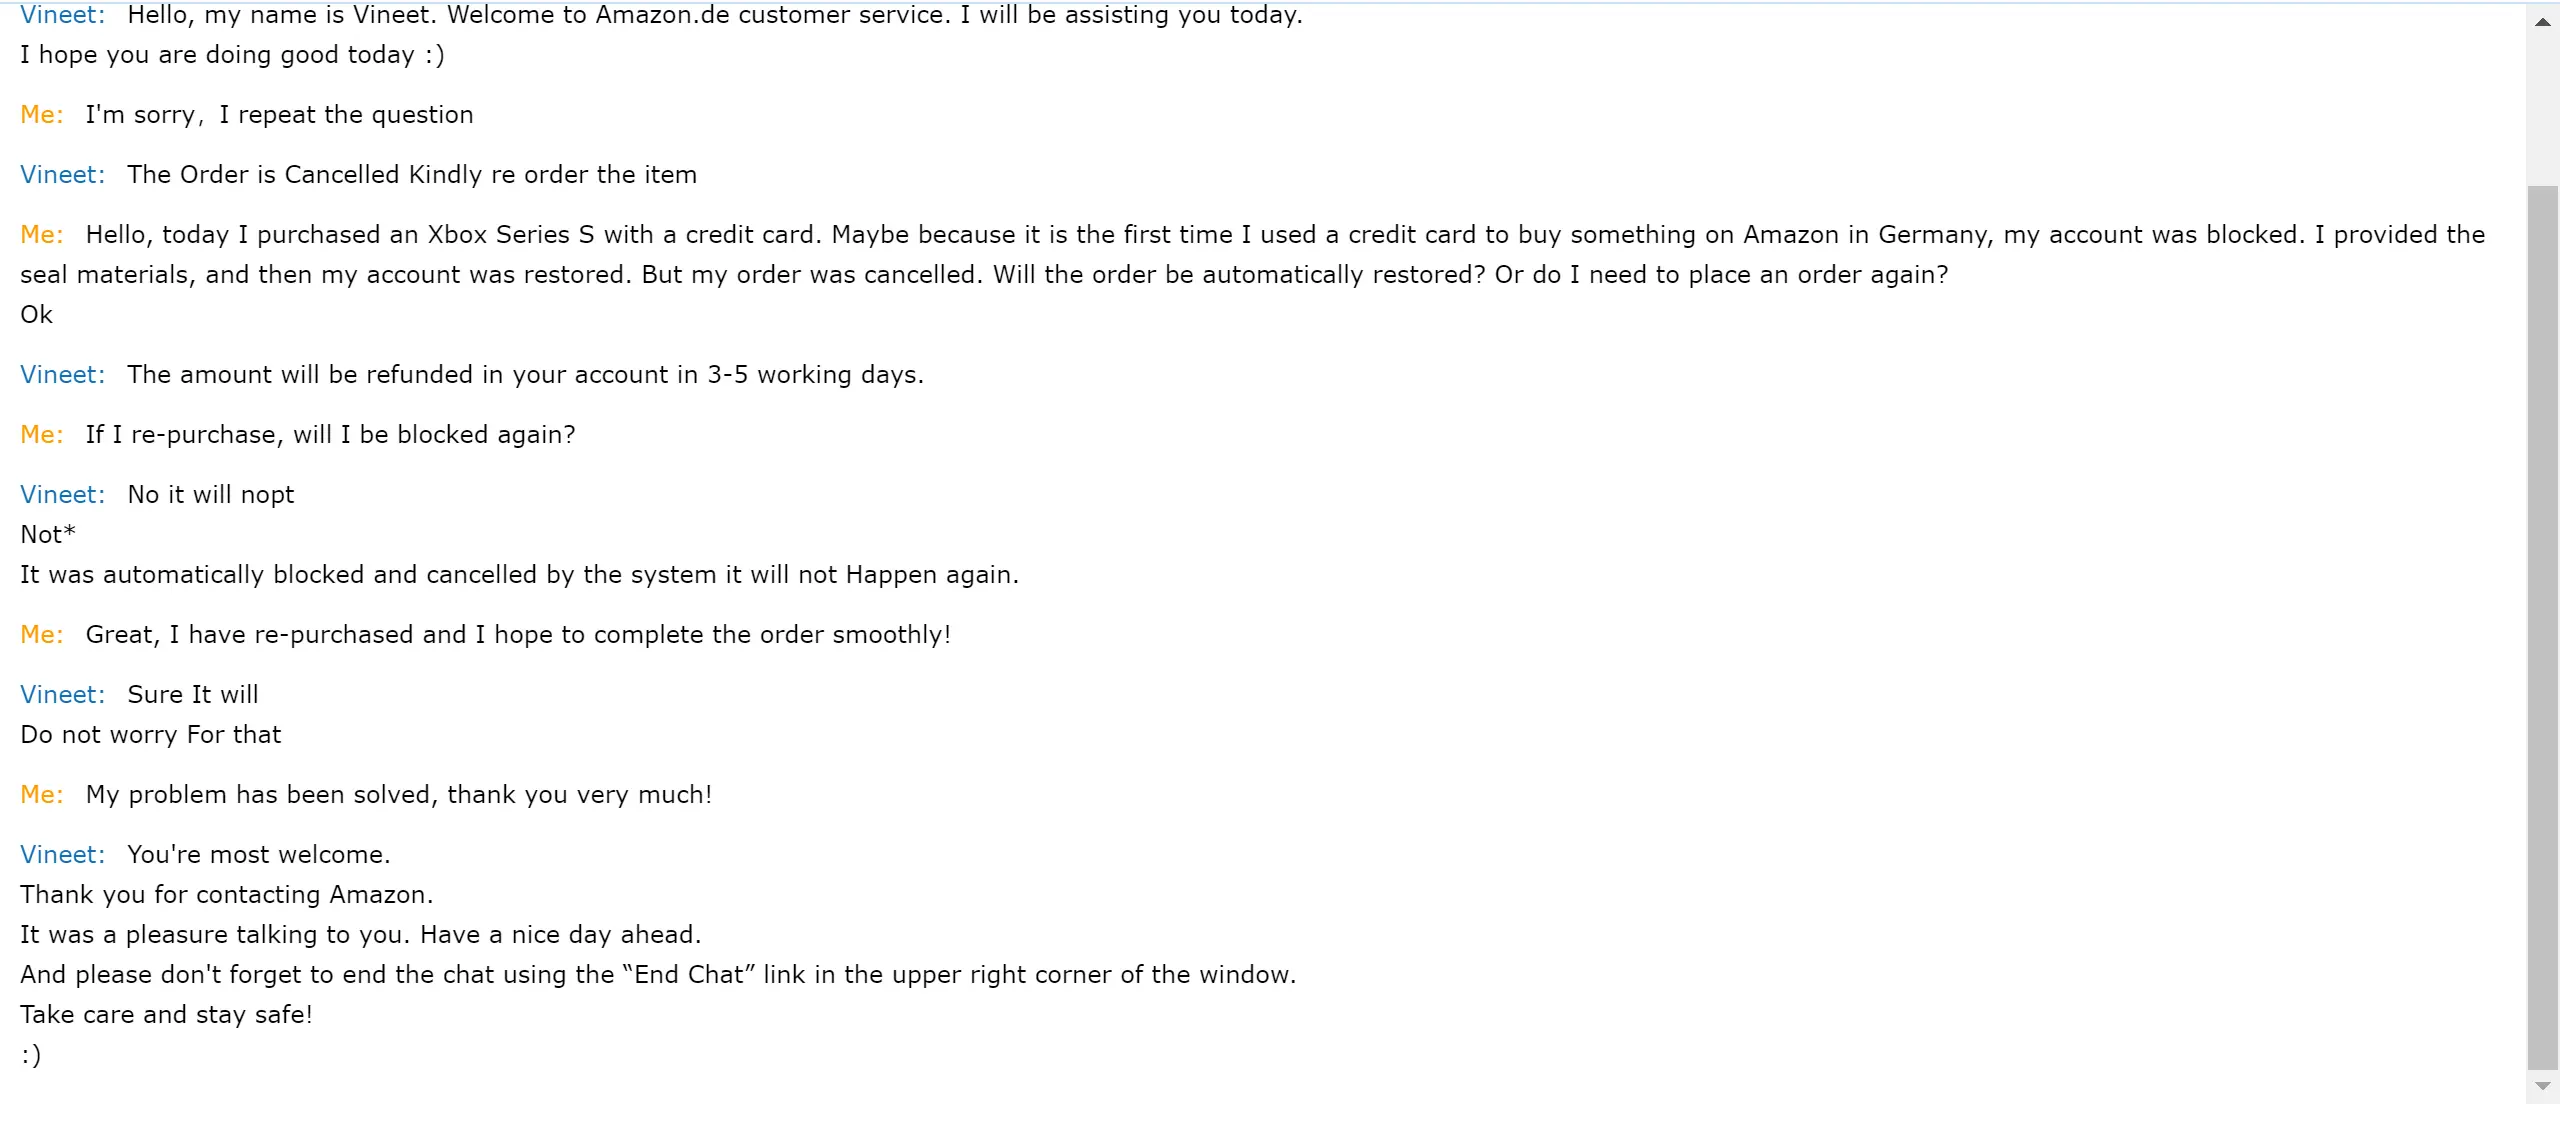 Vineet: Hello, my name is Vineet. Welcome to Amazon.de customer service. I will be assisting you today.
I hope you are doing good today :)
Me: I'm sorry，I repeat the question
Vineet: The Order is Cancelled Kindly re order the item
Me: Hello, today I purchased an Xbox Series S with a credit card. Maybe because it is the first time I used a credit card to buy something on Amazon in Germany, my account was blocked. I provided the
seal materials, and then my account was restored. But my order was cancelled. Will the order be automatically restored? Or do I need to place an order again?
Ok
Vineet: The amount will be refunded in your account in 3-5 working days.
Me: If I re-purchase, will I be blocked again?
Vineet: No it will nopt
Not*
It was automatically blocked and cancelled by the system it will not Happen again.
Me: Great, I have re-purchased and I hope to complete the order smoothly!
Vineet: Sure It will
Do not worry For that
Me: My problem has been solved, thank you very much!
Vineet: You're most welcome.
Thank you for contacting Amazon.
It was a pleasure talking to you. Have a nice day ahead.
And please don't forget to end the chat using the “End Chat” link in the upper right corner of the window.
Take care and stay safe!
:)